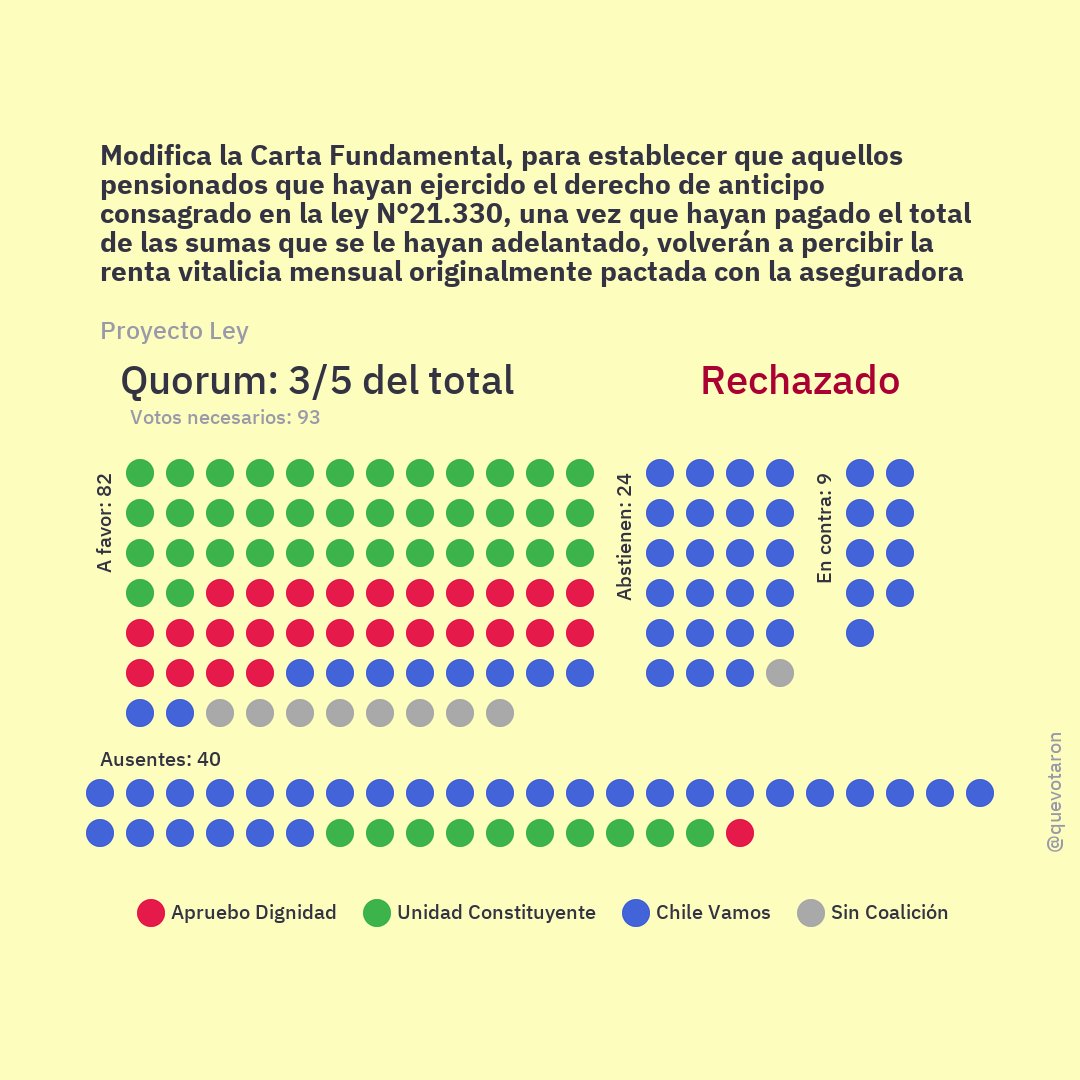 Modifica la Carta Fundamental, para establecer que aquellos
pensionados que hayan ejercido el derecho de anticipo
consagrado en la ley N°21.330, una vez que hayan pagado el total
de las sumas que se le hayan adelantado, volverán a percibir la
renta vitalicia mensual originalmente pactada con la aseguradora
Proyecto Ley
Quorum: 3/5 del total
Rechazado
Votos necesarios: 93
A favor: 82
Abstienen: 24
En contra: 9
Ausentes: 40
@quevotaron
Apruebo Dignidad
Unidad Constituyente
Chile Vamos
Sin Coalición